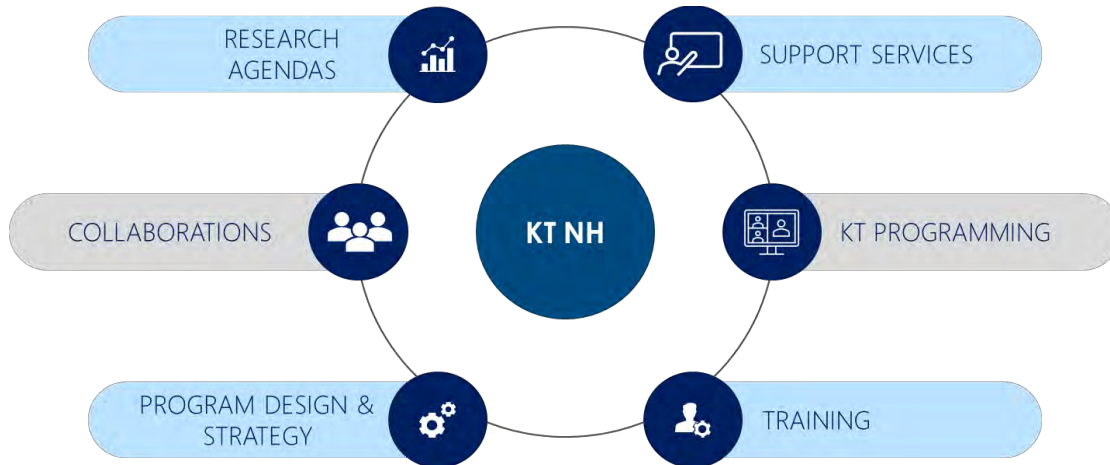 RESEARCH
AGENDAS
SUPPORT SERVICES
COLLABORATIONS
KT NH
KT PROGRAMMING
PROGRAM DESIGN &
STRATEGY
TRAINING